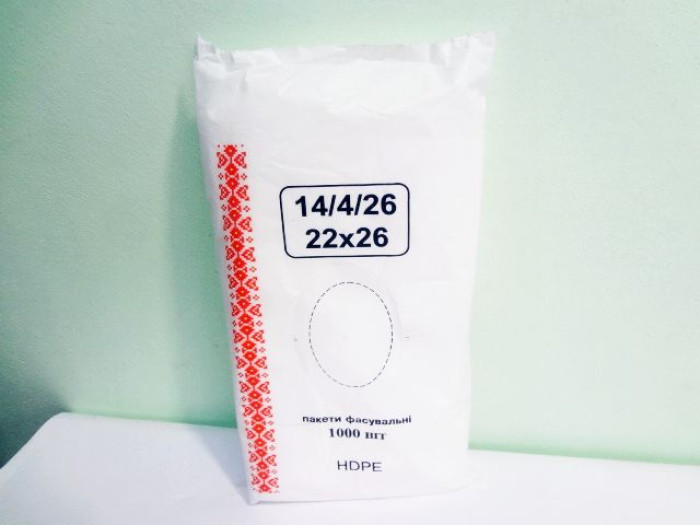 14/4/26
22x26
пакети фасувальні
1000 шт
HDPE